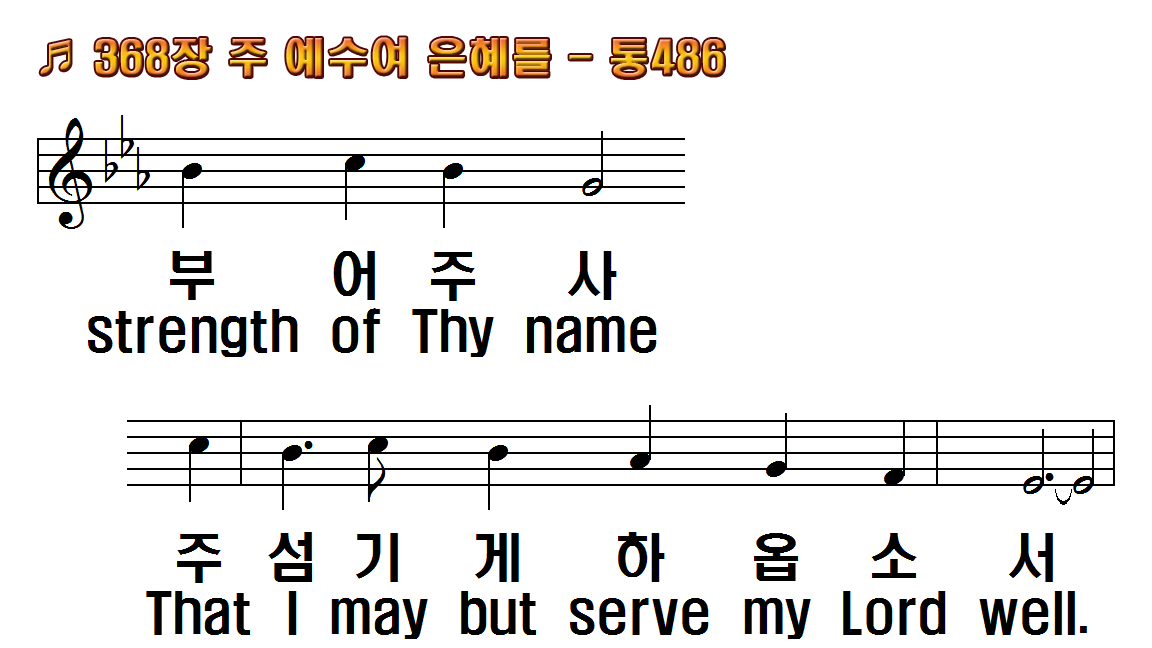 368장 주 예수여 은혜를 - 통486
부 어 주 사
strength of Thy name
주 섬 기 게 하 옵 소 서
That I may but serve my Lord well.